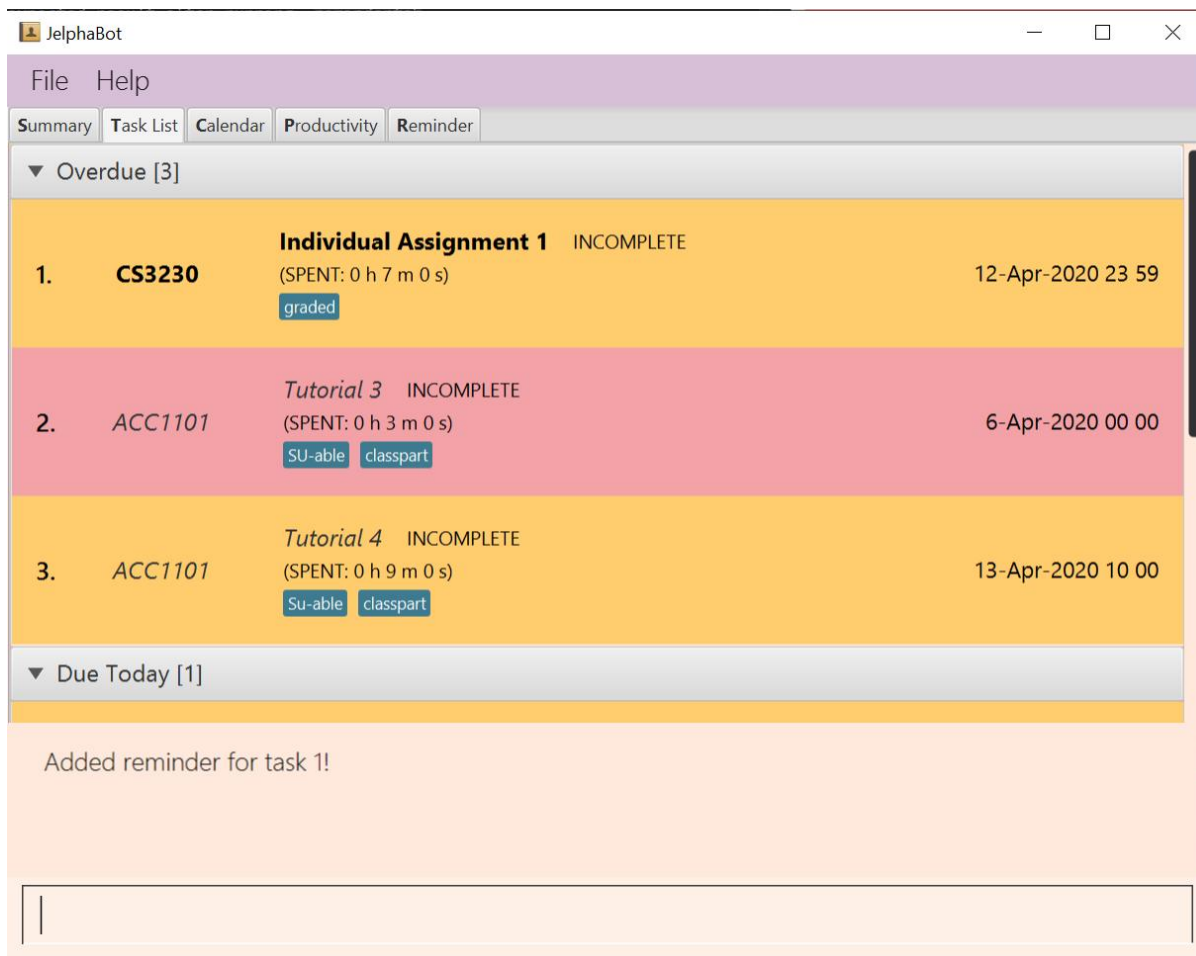 JelphaBot
File Help
Summary Task List Calendar Productivity Reminder
Overdue [3]
Individual Assignment 1 INCOMPLETE
1. CS3230 (SPENT: 0 h 7 m 0 s) 12-Apr-2020 23 59
graded
Tutorial 3 INCOMPLETE
2. ACC1101 (SPENT: 0 h 3 m 0 s) 6-Apr-2020 00 00
SU-able classpart
Tutorial 4 INCOMPLETE
3. ACC1101 (SPENT: 0 h 9 m 0 s) 13-Apr-2020 10 00
Su-able classpart
Due Today [1]
Added reminder for task 1!